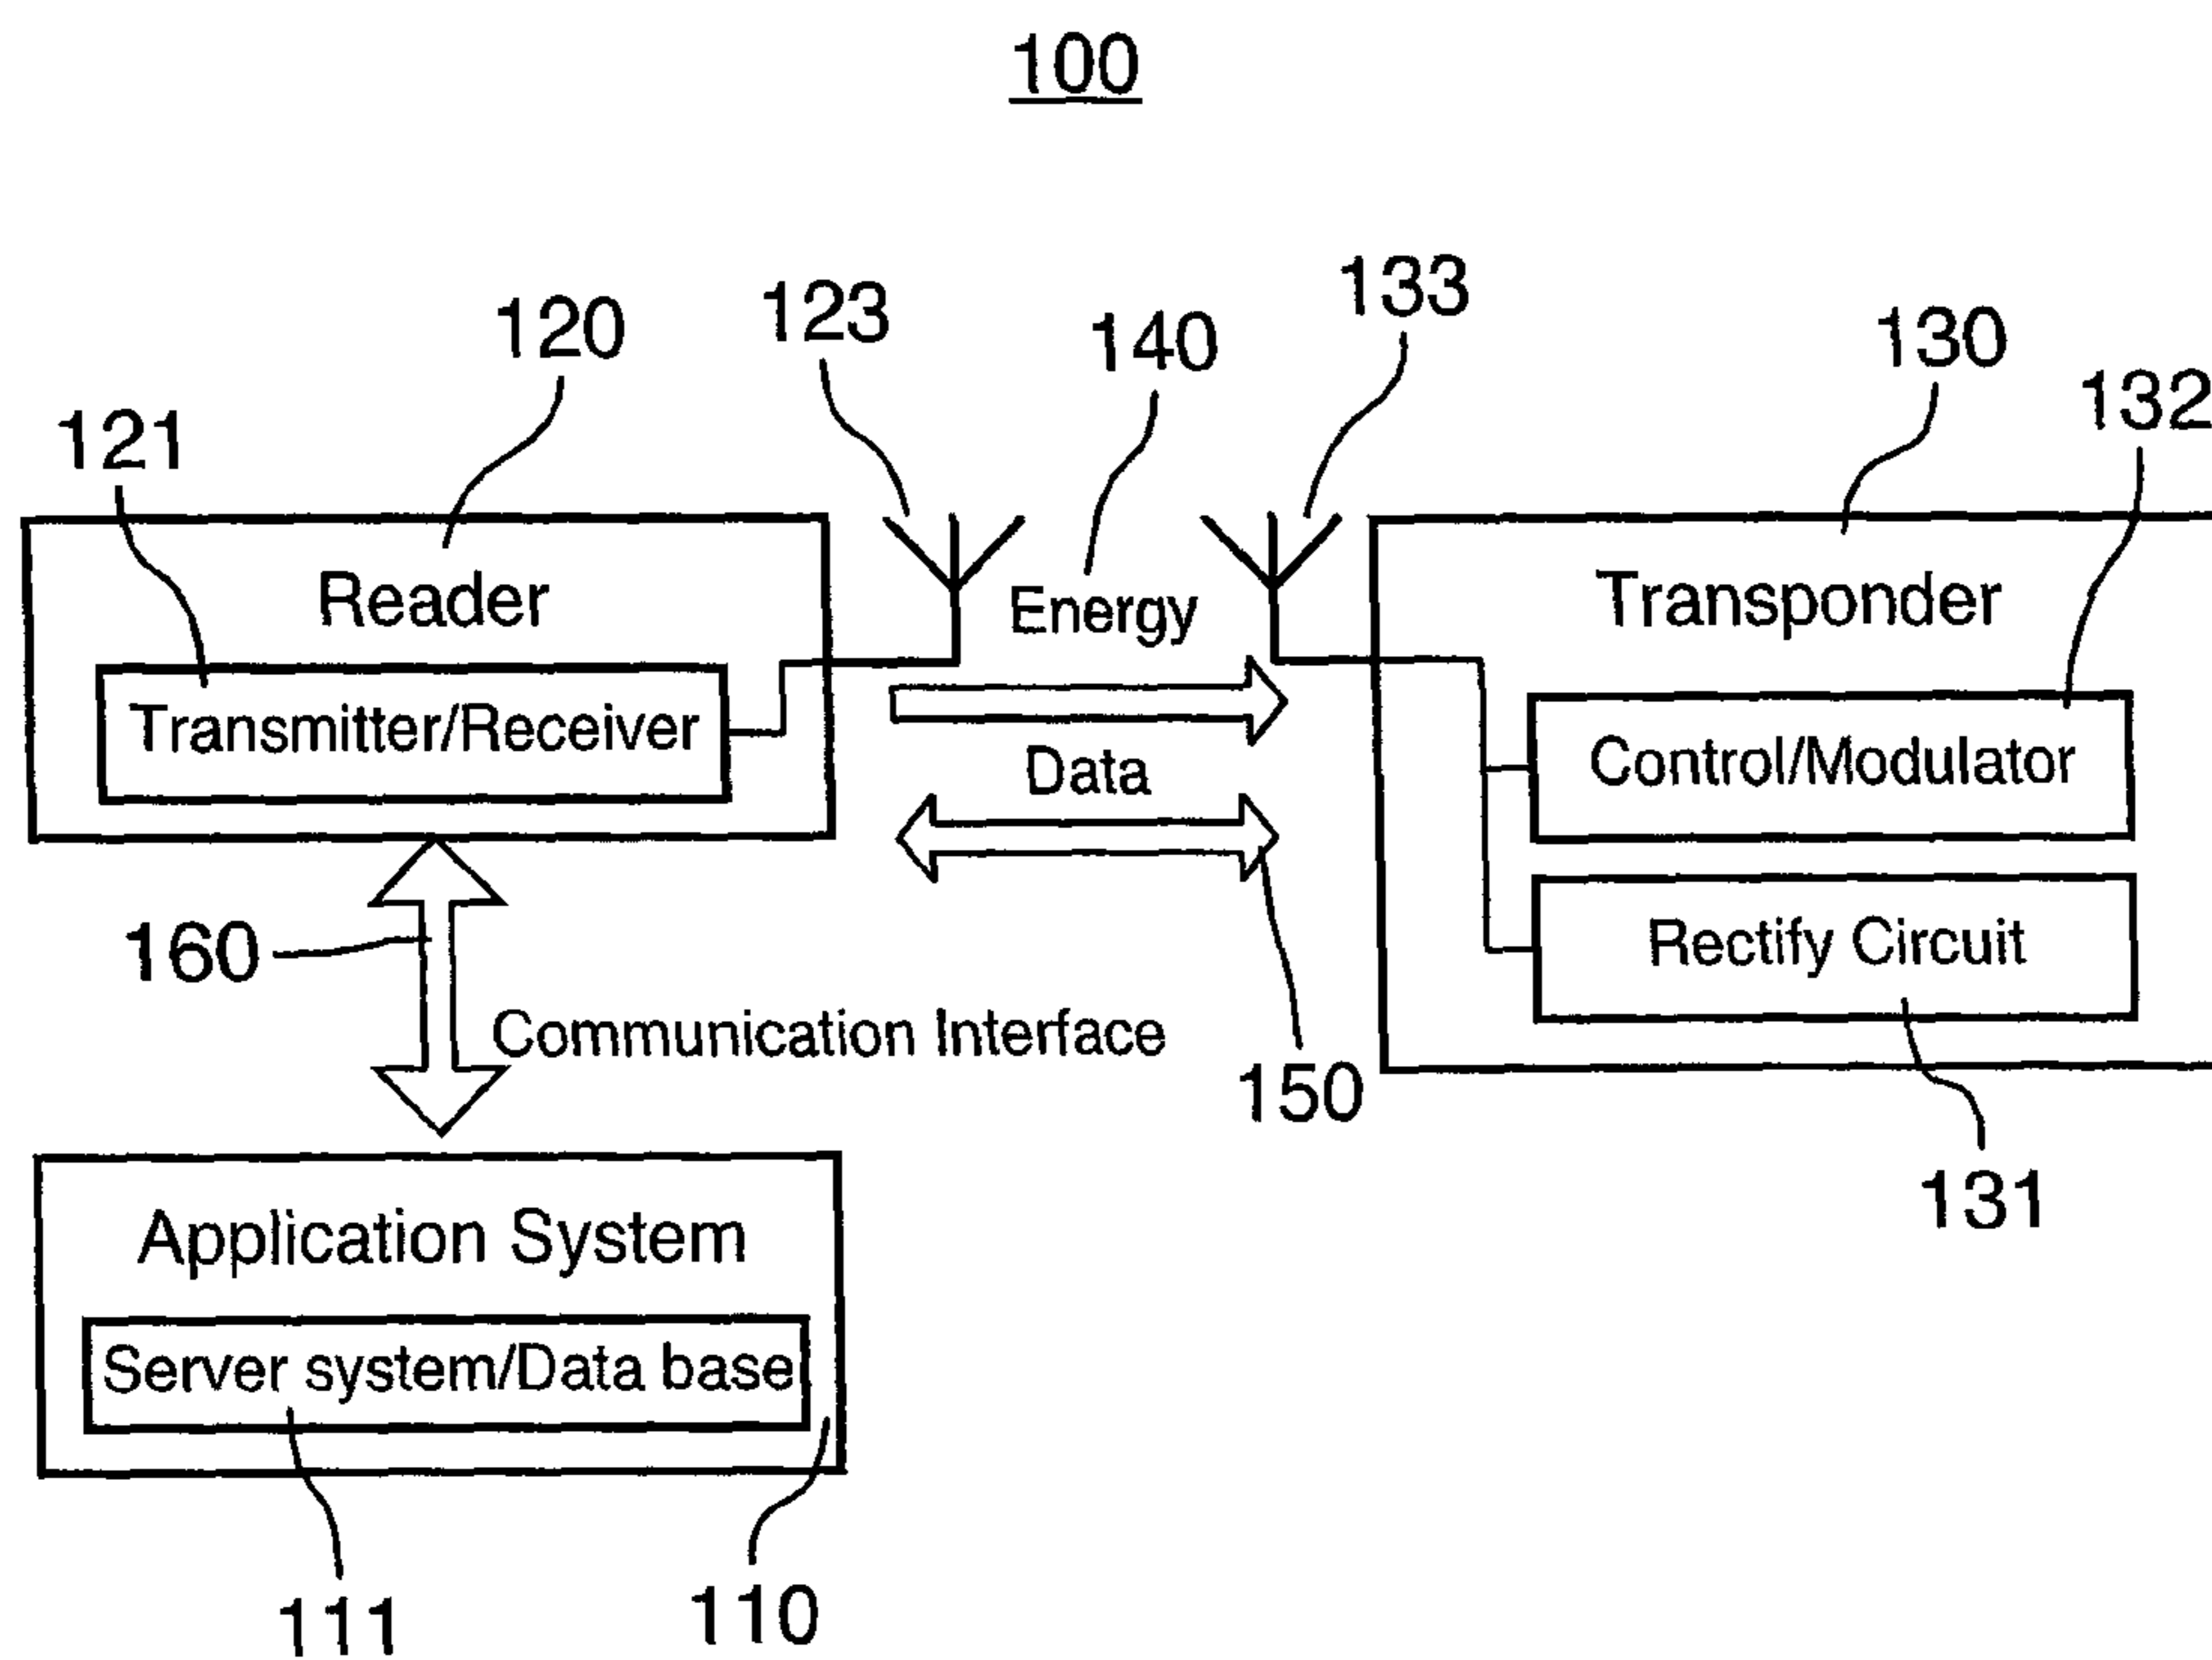 100
120
123
140
133
130
132
121
Reader
Energy
Transponder
Transmitter/Receiver
Control/Modulator
Data
Rectify Circuit
160
Communication Interface
150
131
Application System
Server system/Data base
111
110